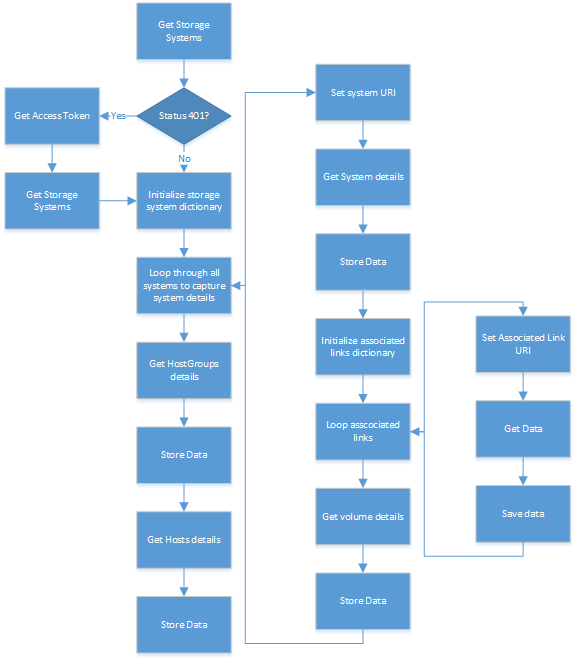 Get Storage
Systems
Status 401?
Yes
Get Access Token
No
Get Storage
Systems
Initialize storage
system dictionary
Loop through all
systems to capture
system details
Get HostGroups
details
Store Data
Get Hosts details
Store Data
Set system URI
Get System details
Store Data
Initialize associated
links dictionary
Loop asscociated
links
Get volume details
Store Data
Set Associated Link
URI
Get Data
Save data